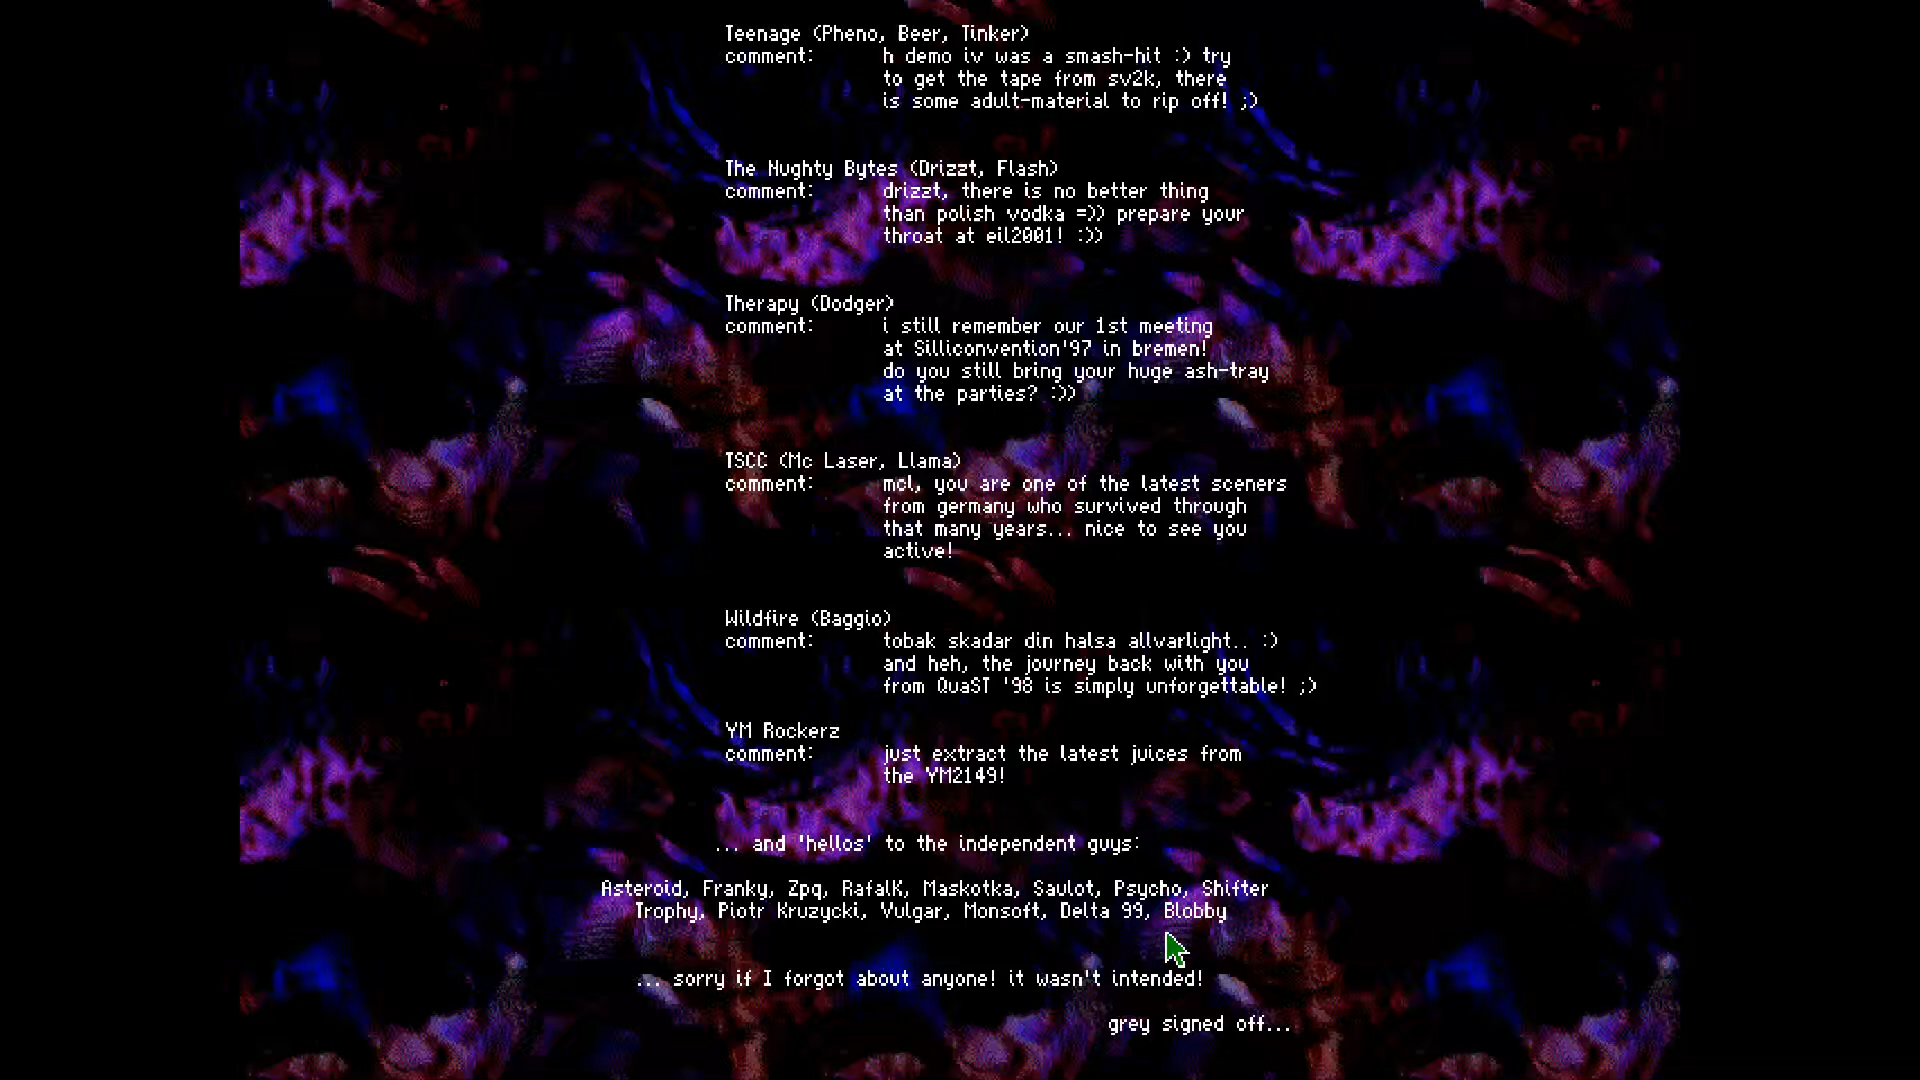 Teenage (Pheno, Beer, Tinker)
comment: h demo iv was a smash-hit :) try
to get the tape from sv2k, there
is some adult-material to rip off! ;)
The Nughty Bytes (Drizzt, Flash)
comment: drizzt, there is no better thing
than polish vodka =)) prepare your
throat at eil2001! :))
Therapy (Dodger)
comment: i still remember our 1st meeting
at Silliconvention'97 in bremen!
do you still bring your huge ash-tray
at the parties? :))
TSCC (Mc Laser, Llama)
comment: mcl, you are one of the latest sceners
from germany who survived through
that many years... nice to see you
active!
Wildfire (Baggio)
comment: tobak skadar din halsa allvarlight.. :)
and heh, the journey back with you
from QuaST '98 is simply unforgettable! ;)
YM Rockerz
comment: just extract the latest juices from
the YM2149!
... and 'hellos' to the independent guys:
Asteroid, Franky, Zpq, RafalK, Maskotka, Saulot, Psycho, Shifter
Trophy, Piotr Kruzycki, Vulgar, Monsoft, Delta 99, Blobby
... sorry if I forgot about anyone! it wasn't intended!
grey signed off...